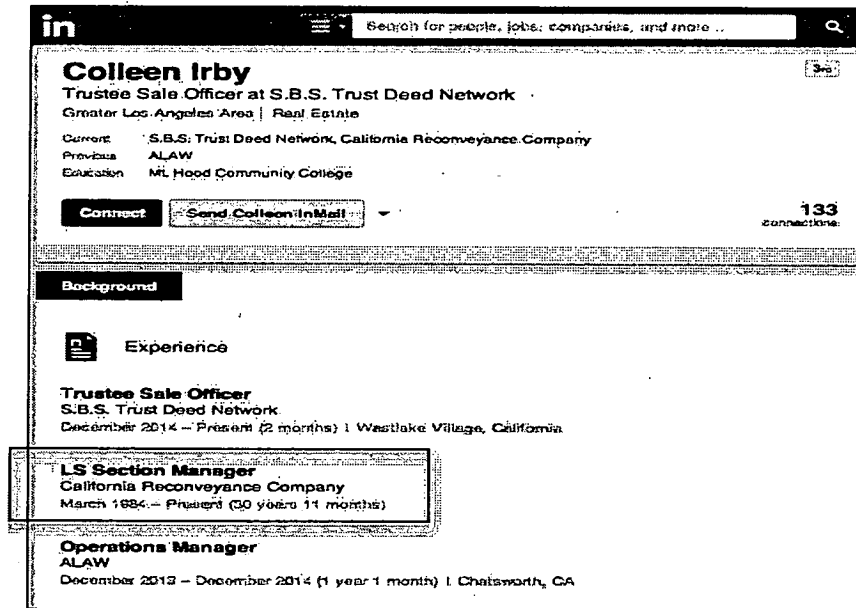 in
Search for people, jobs, companies, and more...
Colleen Irby
3rd
Trustee Sale Officer at S.B.S. Trust Deed Network
Greater Los Angeles Area | Real Estate
Current S.B.S. Trust Deed Network, California Reconveyance Company
Previous ALAW
Education Mt. Hood Community College
Connect Send Colleen InMail
133
connections
Background
Experience
Trustee Sale Officer
S.B.S. Trust Deed Network
December 2014 – Present (2 months) | Westlake Village, California
LS Section Manager
California Reconveyance Company
March 1984 – Present (30 years 11 months)
Operations Manager
ALAW
December 2013 – December 2014 (1 year 1 month) | Chatsworth, CA